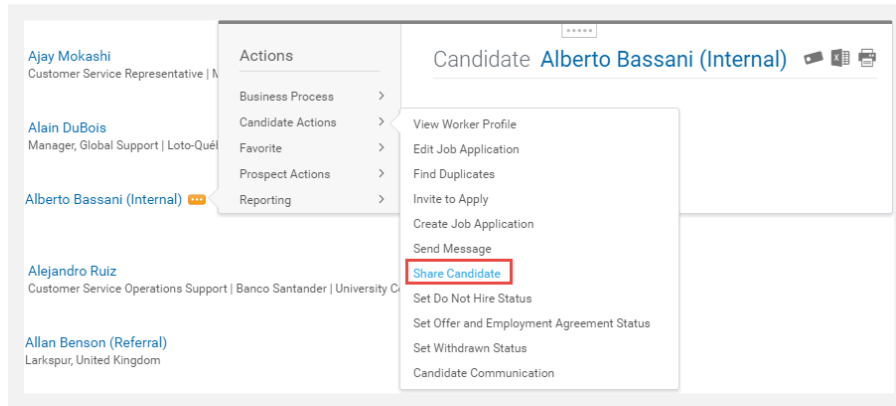 Ajay Mokashi
Customer Service Representative |
Alain DuBois
Manager, Global Support | Loto-Qué
Alberto Bassani (Internal)
Alejandro Ruiz
Customer Service Operations Support | Banco Santander | University
Allan Benson (Referral)
Larkspur, United Kingdom
Actions
Business Process
Candidate Actions
Favorite
Prospect Actions
Reporting
Candidate Alberto Bassani (Internal)
View Worker Profile
Edit Job Application
Find Duplicates
Invite to Apply
Create Job Application
Send Message
Share Candidate
Set Do Not Hire Status
Set Offer and Employment Agreement Status
Set Withdrawn Status
Candidate Communication